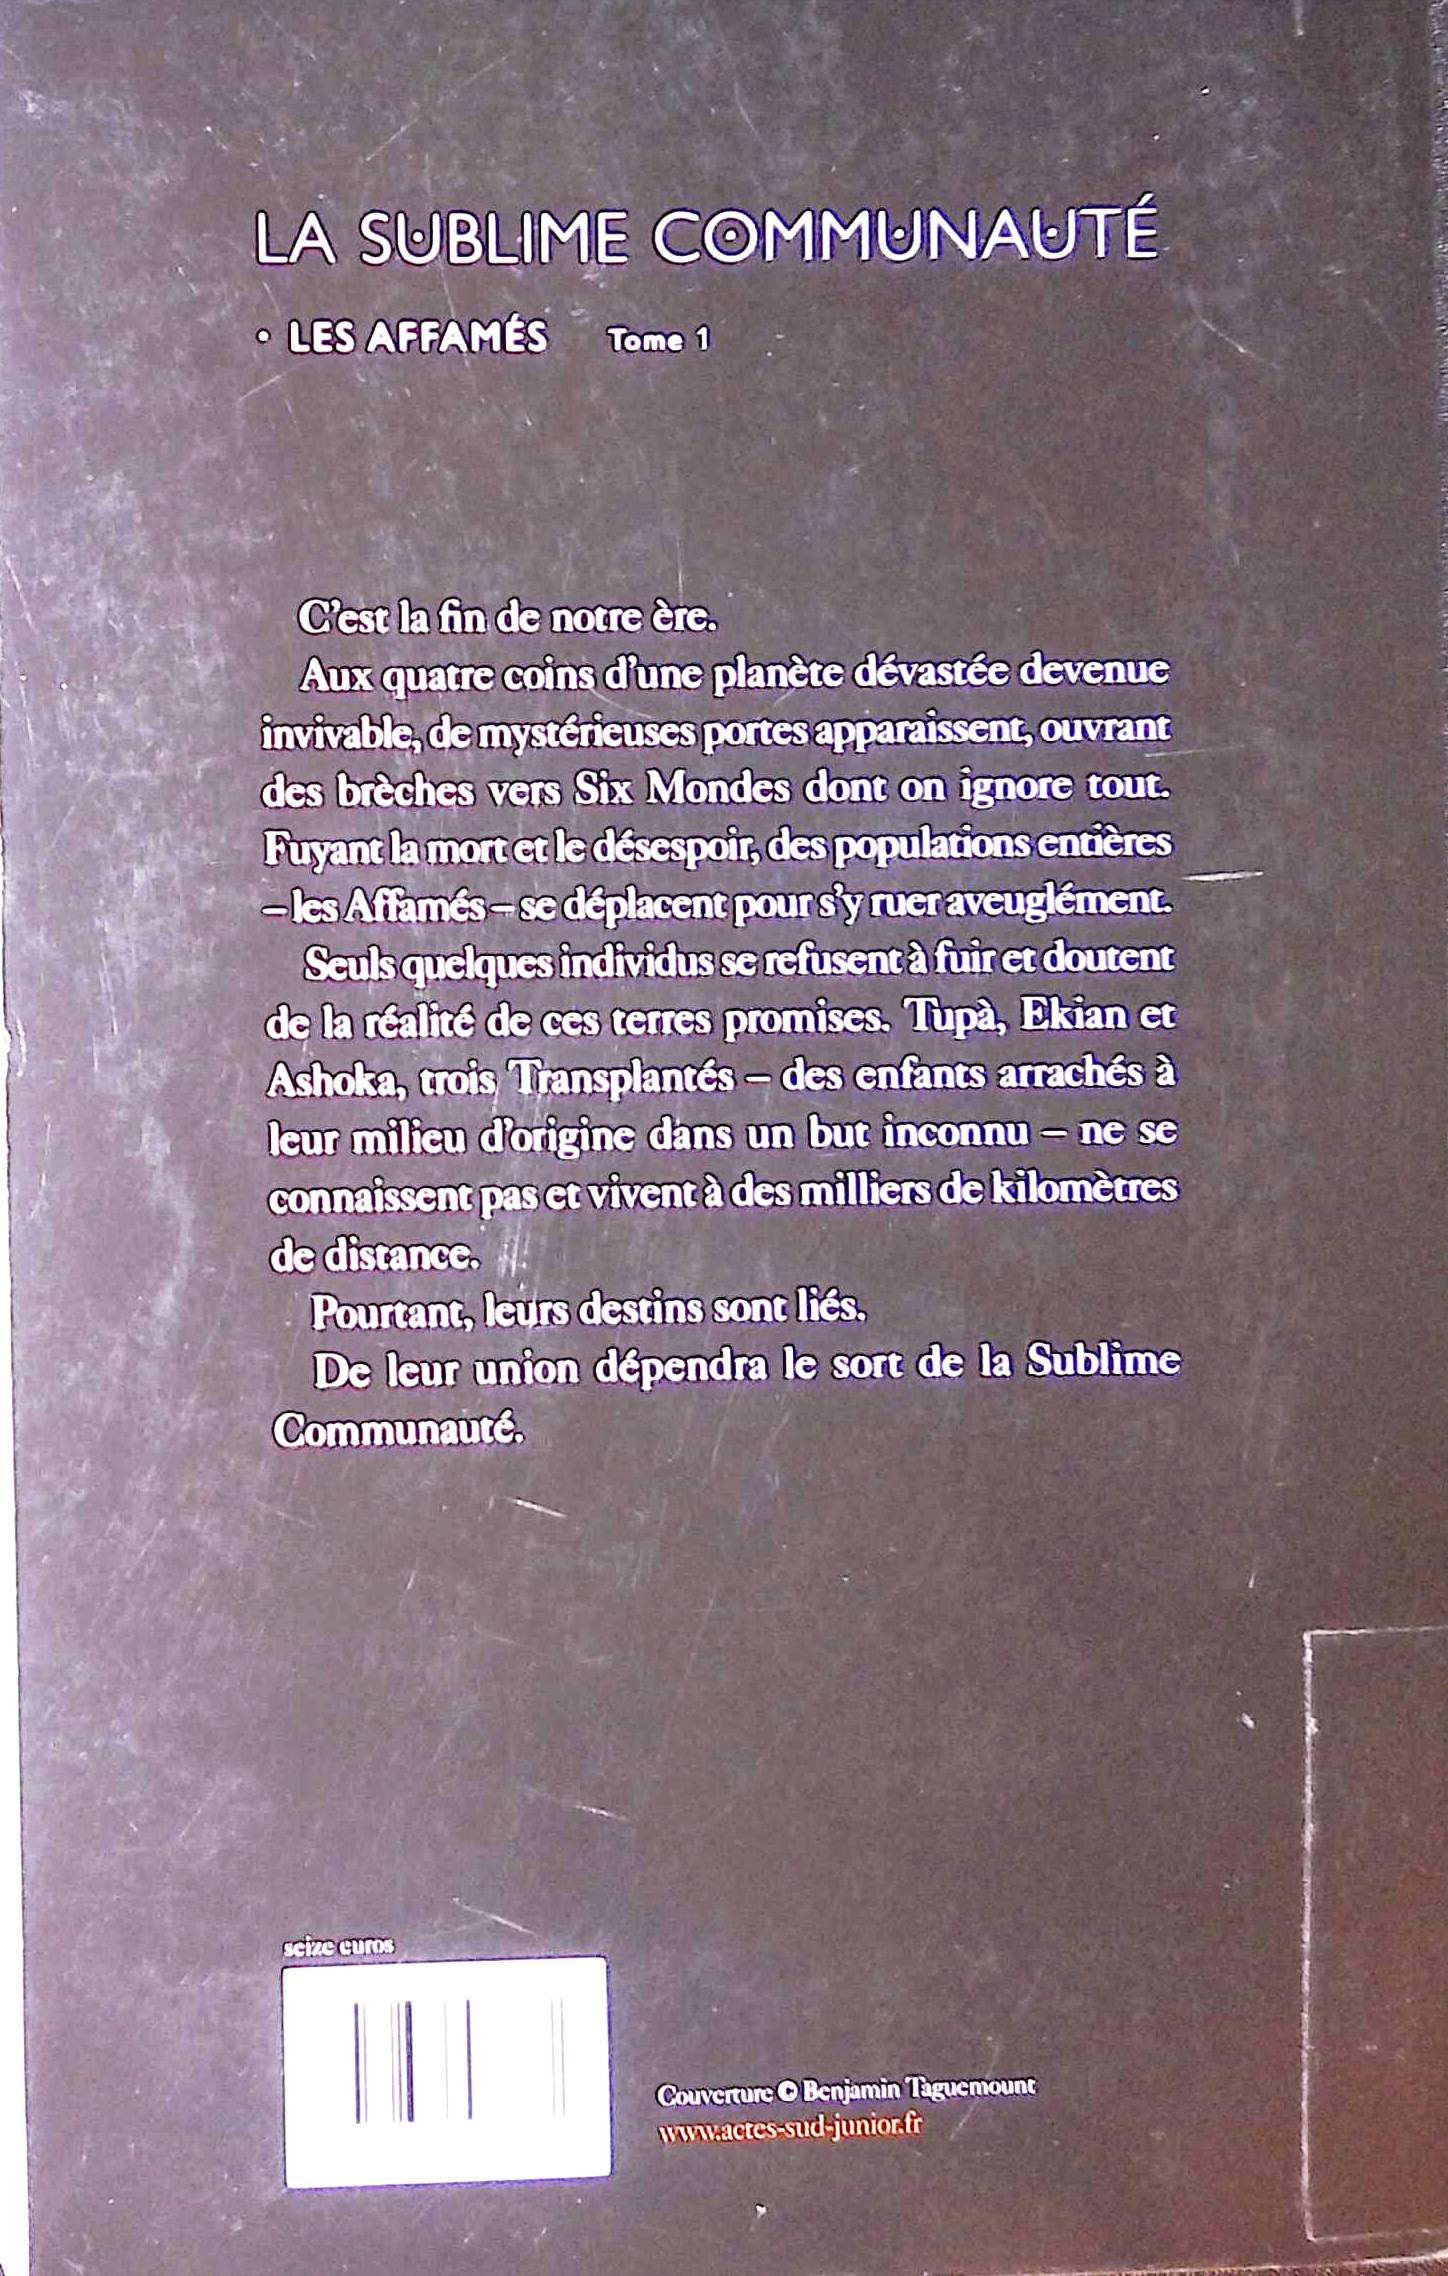 LA SUBLIME COMMUNAUTÉ
• LES AFFAMÉS Tome 1
C'est la fin de notre ère.
Aux quatre coins d'une planète dévastée devenue
invivable, de mystérieuses portes apparaissent, ouvrant
des brèches vers Six Mondes dont on ignore tout.
Fuyant la mort et le désespoir, des populations entières
– les Affamés – se déplacent pour s'y ruer aveuglément.
Seuls quelques individus se refusent à fuir et doutent
de la réalité de ces terres promises. Tupà, Ekian et
Ashoka, trois Transplantés – des enfants arrachés à
leur milieu d'origine dans un but inconnu – ne se
connaissent pas et vivent à des milliers de kilomètres
de distance.
Pourtant, leurs destins sont liés.
De leur union dépendra le sort de la Sublime
Communauté.
seize euros
Couverture © Benjamin Taguemount
www.actes-sud-junior.fr